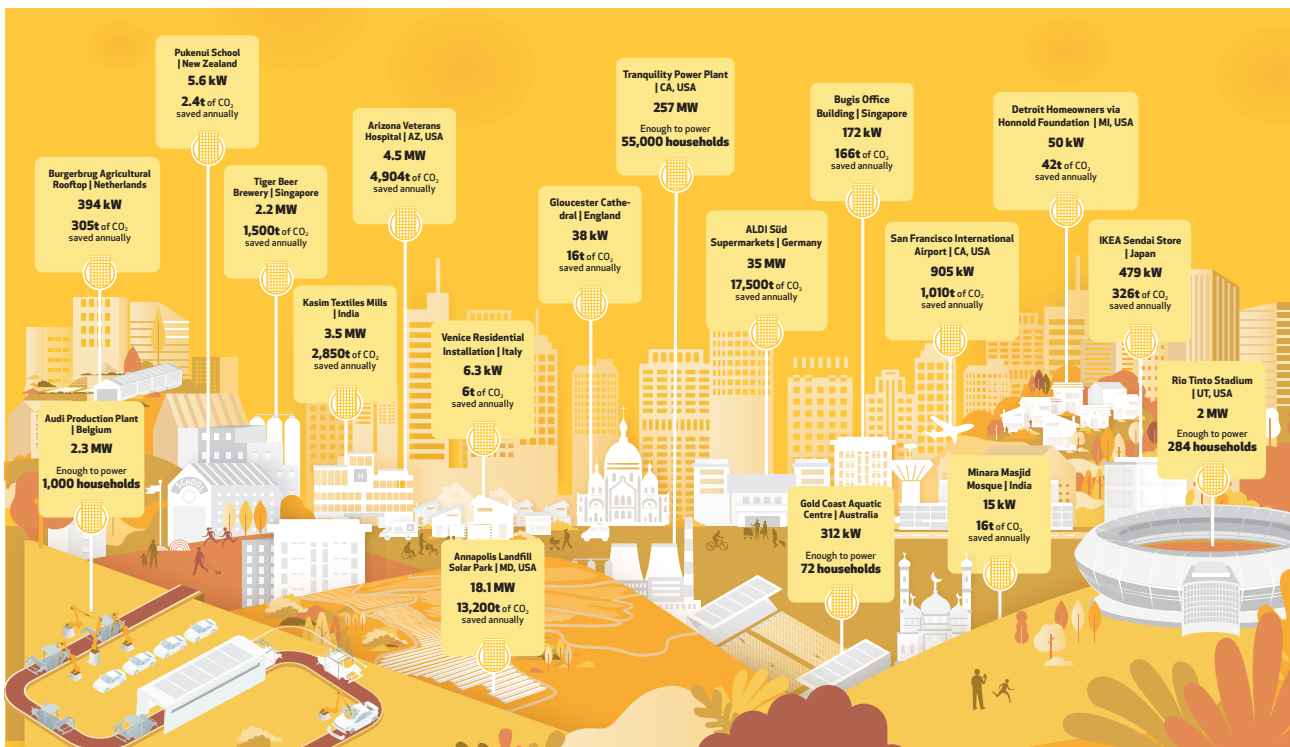 Pukenui School
| New Zealand
5.6 kW
2.4t of CO₂
saved annually
Tranquility Power Plant
| CA, USA
257 MW
Enough to power
55,000 households
Bugis Office
Building | Singapore
172 kW
166t of CO₂
saved annually
Detroit Homeowners via
Honnold Foundation | MI, USA
50 kW
42t of CO₂
saved annually
Arizona Veterans
Hospital | AZ, USA
4.5 MW
4,904t of CO₂
saved annually
Burgerbrug Agricultural
Rooftop | Netherlands
394 kW
305t of CO₂
saved annually
Tiger Beer
Brewery | Singapore
2.2 MW
1,500t of CO₂
saved annually
Gloucester Cathe-
dral | England
38 kW
16t of CO₂
saved annually
ALDI Süd
Supermarkets | Germany
35 MW
17,500t of CO₂
saved annually
San Francisco International
Airport | CA, USA
905 kW
1,010t of CO₂
saved annually
IKEA Sendai Store
| Japan
479 kW
326t of CO₂
saved annually
Kasim Textiles Mills
| India
3.5 MW
2,850t of CO₂
saved annually
Venice Residential
Installation | Italy
6.3 kW
6t of CO₂
saved annually
Rio Tinto Stadium
| UT, USA
2 MW
Enough to power
284 households
Audi Production Plant
| Belgium
2.3 MW
Enough to power
1,000 households
SCHOOL
H
Minara Masjid
Mosque | India
15 kW
16t of CO₂
saved annually
Gold Coast Aquatic
Centre | Australia
312 kW
Enough to power
72 households
Annapolis Landfill
Solar Park | MD, USA
18.1 MW
13,200t of CO₂
saved annually